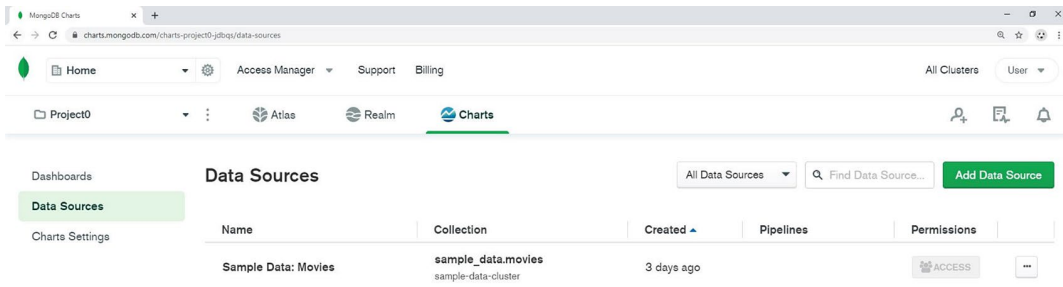 MongoDB Charts
charts.mongodb.com/charts-project0-jdbqs/data-sources
Home Access Manager Support Billing All Clusters User
Project0 Atlas Realm Charts
Dashboards
Data Sources
Charts Settings
Data Sources All Data Sources Find Data Source... Add Data Source
Name Collection Created Pipelines Permissions
Sample Data: Movies sample_data.movies 3 days ago ACCESS
sample-data-cluster